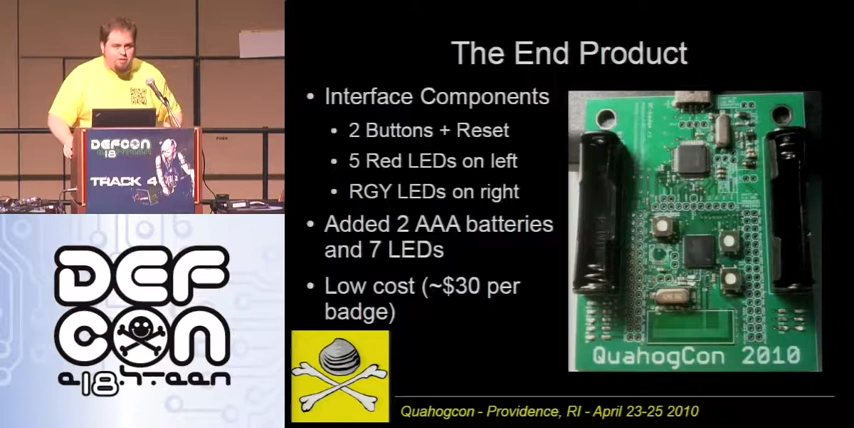 The End Product
• Interface Components
• 2 Buttons + Reset
• 5 Red LEDs on left
• RGY LEDs on right
• Added 2 AAA batteries
and 7 LEDs
• Low cost (~$30 per
badge)
QuahogCon 2010
Quahogcon - Providence, RI - April 23-25 2010
DEFCON
18
TRACK 4
DEF
CON
e18hteen